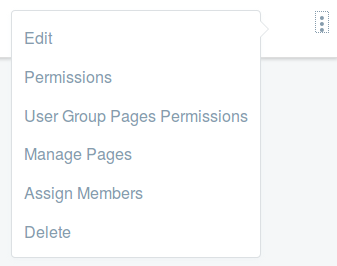 Edit
Permissions
User Group Pages Permissions
Manage Pages
Assign Members
Delete